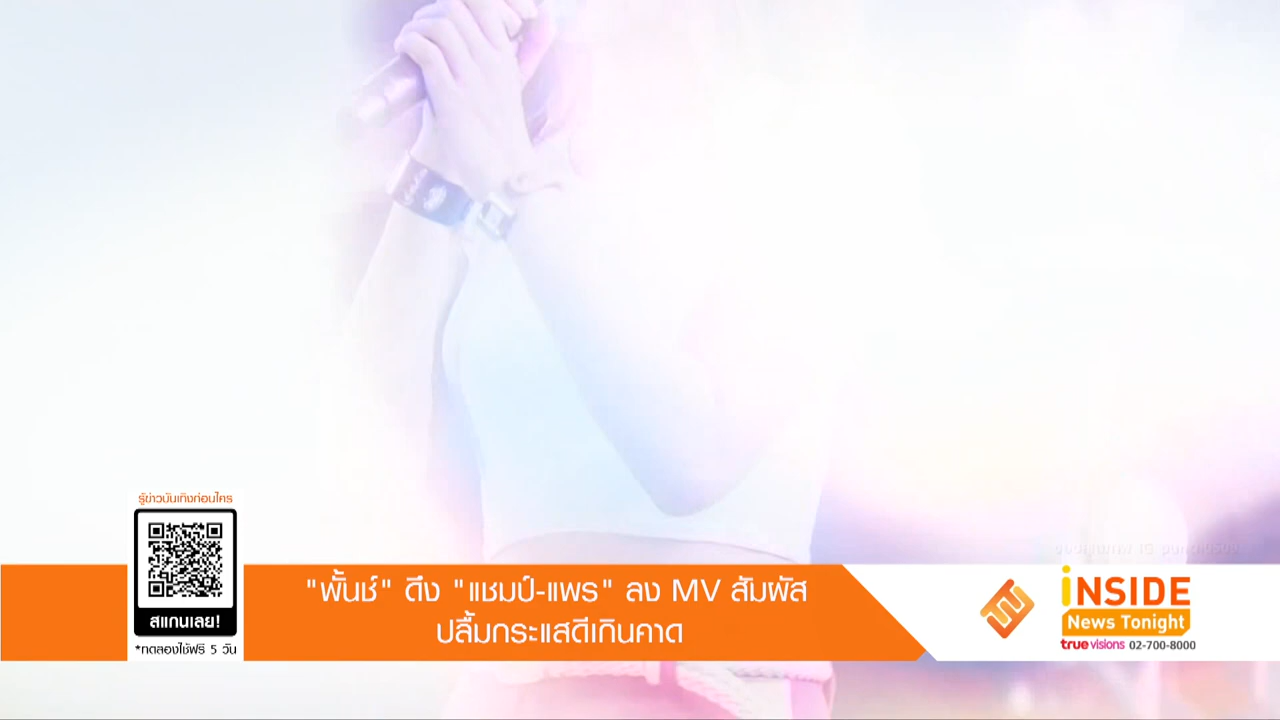 รู้ข่าวบันเทิงก่อนใคร
สแกนเลย!
*ทดลองใช้ฟรี 5 วัน
"พั้นช์" ดึง "แชมป์-แพร" ลง MV สัมผัส
ปลื้มกระแสดีเกินคาด
iNSIDE
News Tonight
truevisions 02-700-8000